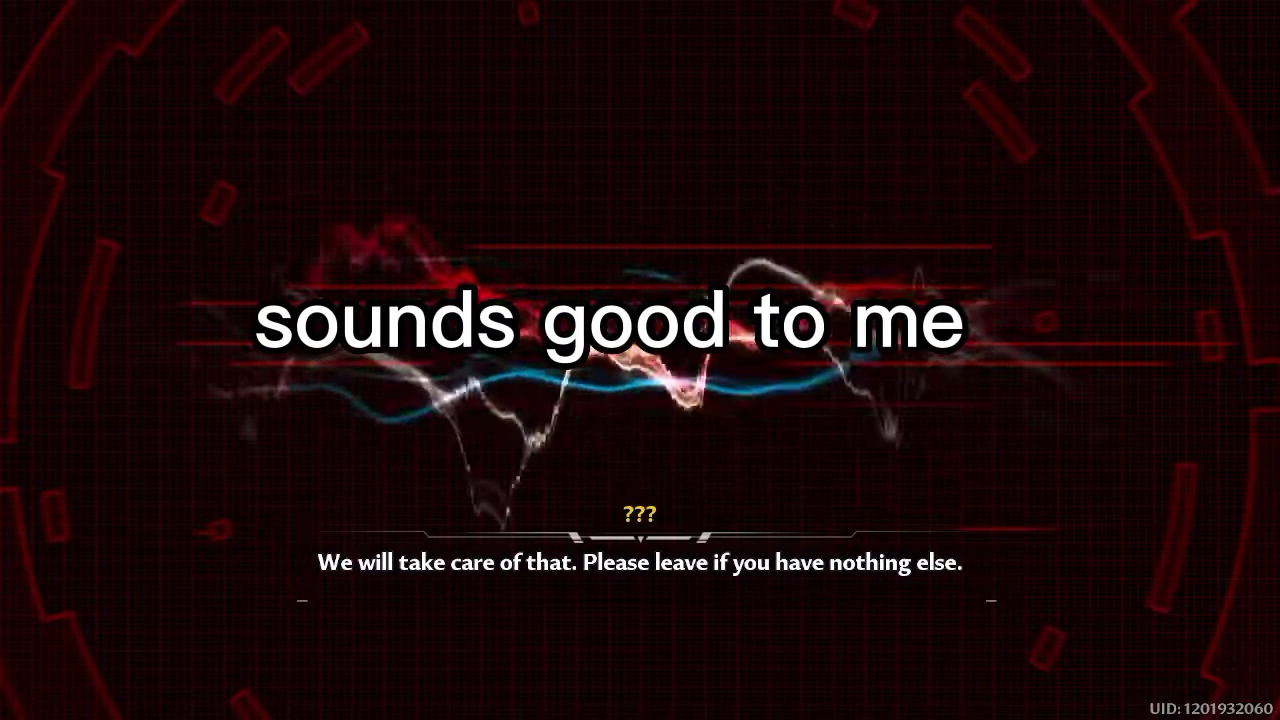 sounds good to me
???
We will take care of that. Please leave if you have nothing else.
UID: 1201932060